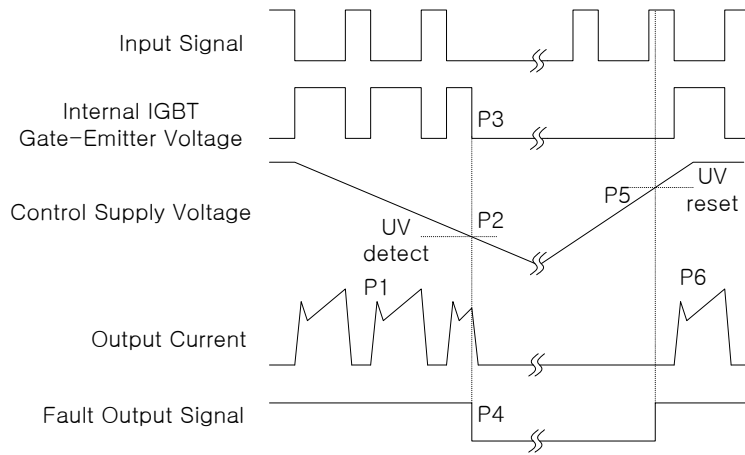 Input Signal
Internal IGBT
Gate-Emitter Voltage
P3
Control Supply Voltage
P2
UV
detect
P5
UV
reset
P1
P6
Output Current
Fault Output Signal
P4